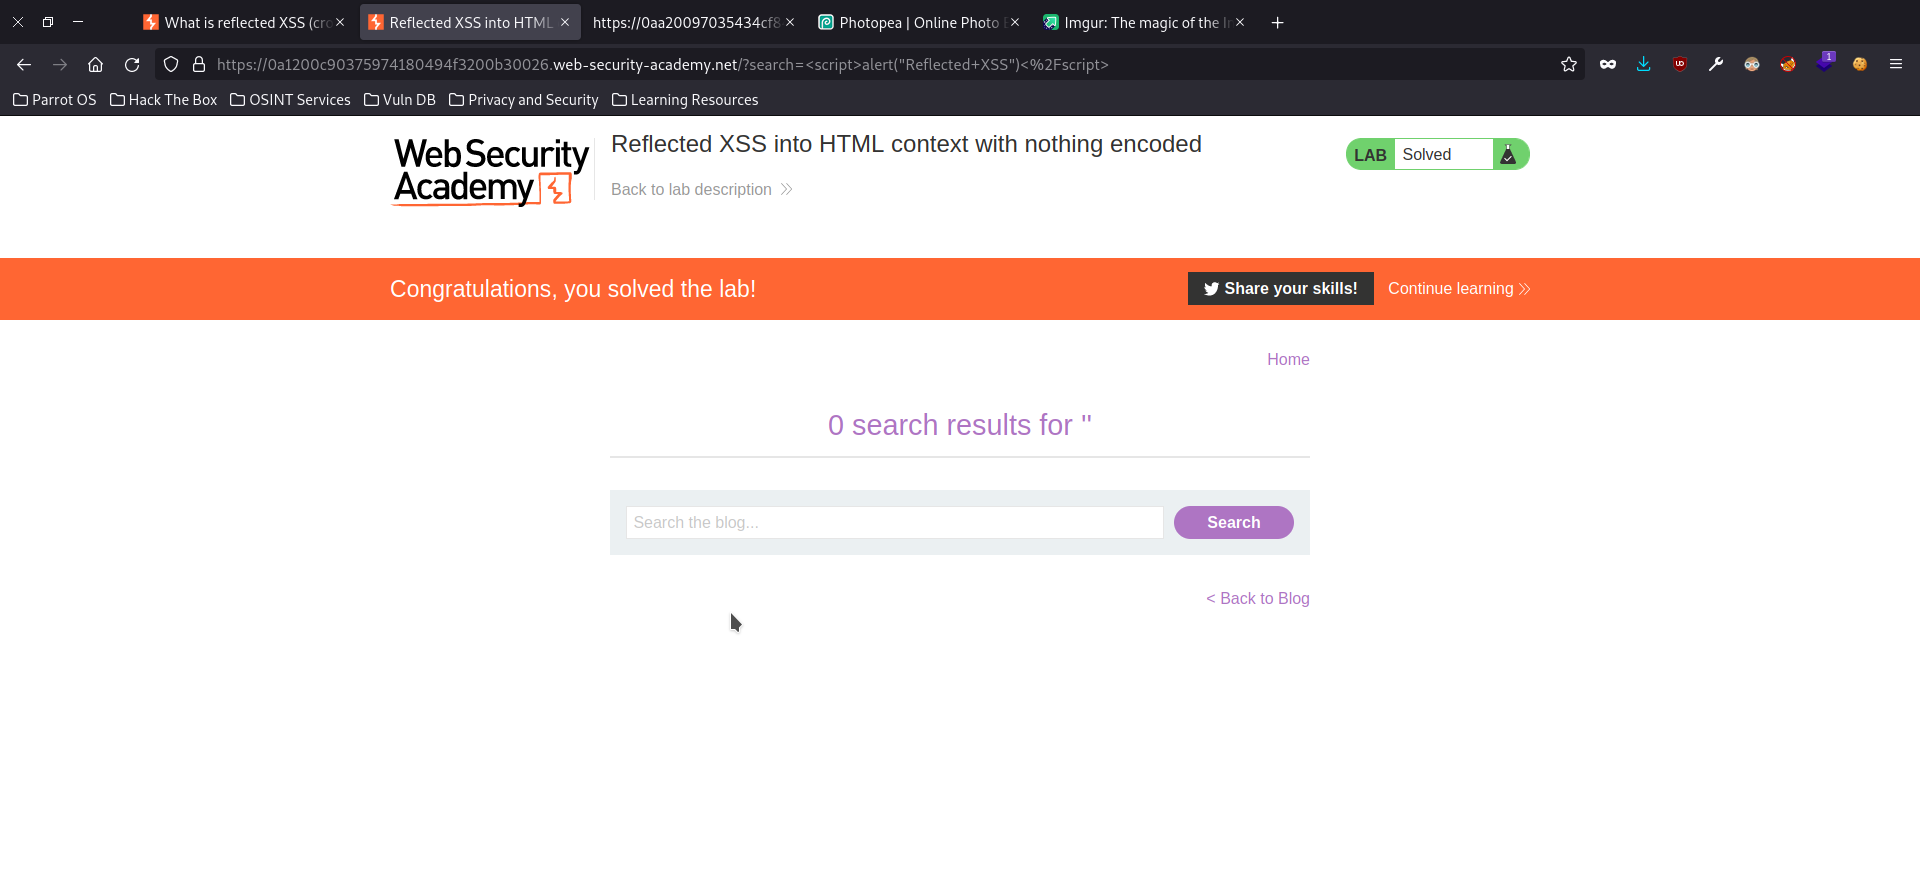 What is reflected XSS (cro
Reflected XSS into HTML
https://0aa20097035434cf8
Photopea | Online Photo E
Imgur: The magic of the In
https://0a1200c90375974180494f3200b30026.web-security-academy.net/?search=<script>alert("Reflected+XSS")<%2Fscript>
1
Parrot OS
Hack The Box
OSINT Services
Vuln DB
Privacy and Security
Learning Resources
Web Security
Academy
Reflected XSS into HTML context with nothing encoded
Back to lab description
LAB
Solved
Congratulations, you solved the lab!
Share your skills!
Continue learning
Home
0 search results for ''
Search the blog...
Search
< Back to Blog